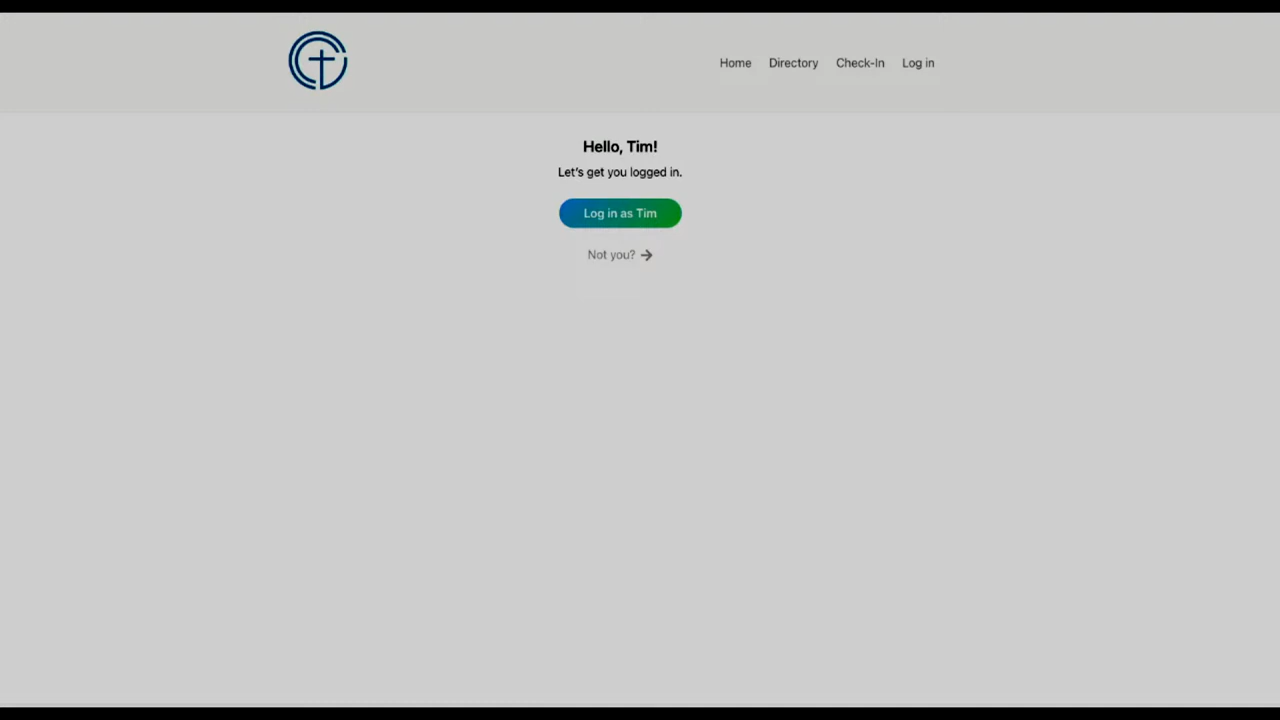 Home Directory Check-In Log in
Hello, Tim!
Let's get you logged in.
Log in as Tim
Not you?